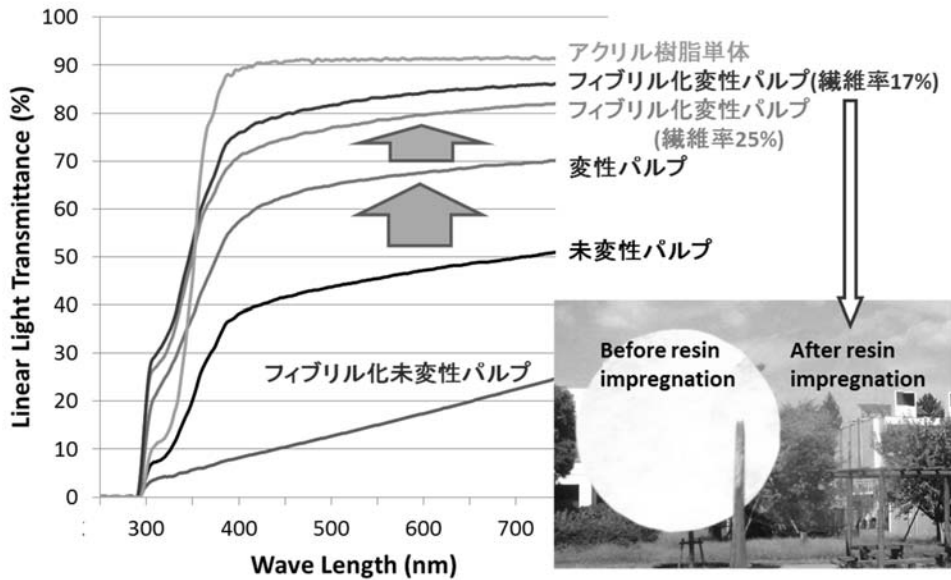 Linear Light Transmittance (%)
100
90
80
70
60
50
40
30
20
10
0
300
400
500
600
700
Wave Length (nm)
アクリル樹脂単体
フィブリル化変性パルプ(繊維率17%)
フィブリル化変性パルプ
(繊維率25%)
変性パルプ
未変性パルプ
フィブリル化未変性パルプ
Before resin
impregnation
After resin
impregnation